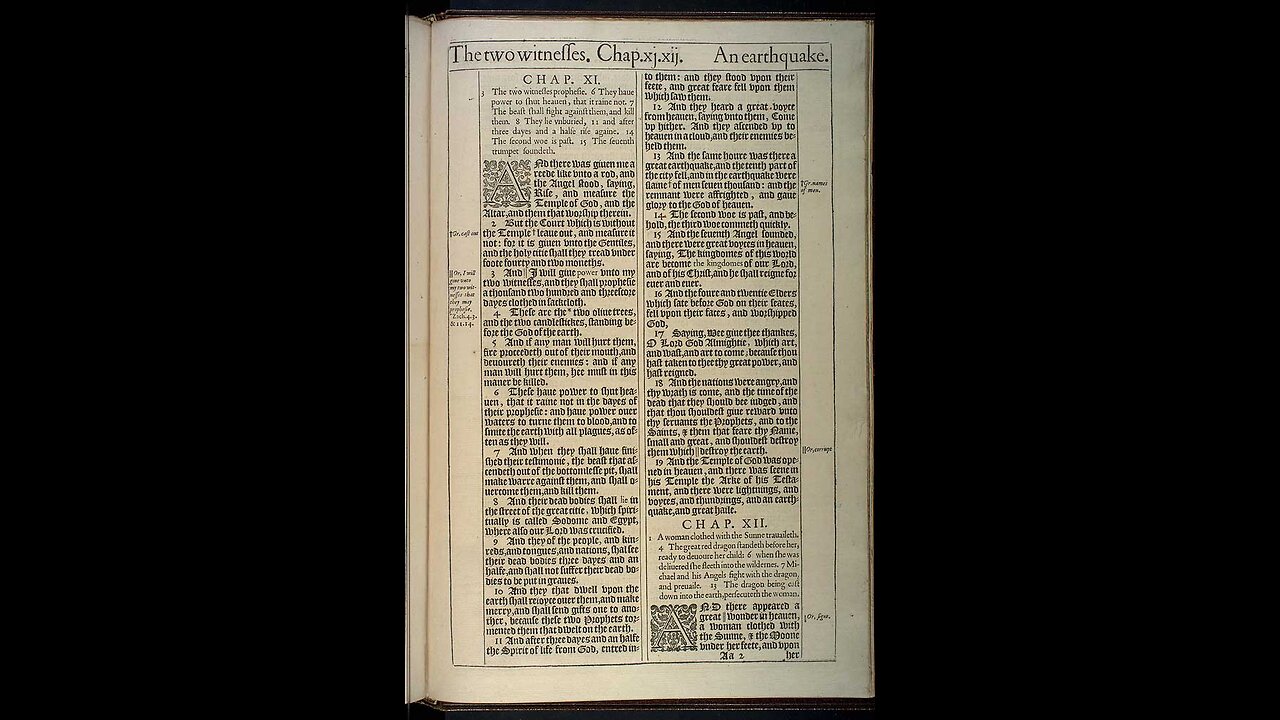 The two witneſſes. Chap.xj.xij. An earthquake.
CHAP. XI.
3 The two witneſſes propheſie. 6 They haue
power to ſhut heauen, that it raine not. 7
The beaſt ſhall fight againſt them, and kill
them. 8 They lie vnburied, 11 and after
three dayes and a halfe riſe againe. 14
The ſecond woe is paſt. 15 The ſeuenth
trumpet ſoundeth.
AND there was giuen me a
reede like vnto a rod, and
the Angel ſtood, ſaying,
Riſe, and meaſure the
Temple of God, and the
Altar, and them that worſhip therein.
2 But the Court which is without
the Temple † leaue out, and meaſure it
not: for it is giuen vnto the Gentiles,
and the holy citie ſhall they tread vnder
foote fourty and two moneths.
3 And || I will giue power vnto my
two witneſſes, and they ſhall propheſie
a thouſand two hundred and threeſcore
dayes clothed in ſackcloth.
4 Theſe are the * two oliue trees,
and the two candleſtickes, ſtanding be-
fore the God of the earth.
5 And if any man will hurt them,
fire proceedeth out of their mouth, and
deuoureth their enemies: and if any
man will hurt them, hee muſt in this
maner be killed.
6 Theſe haue power to ſhut hea-
uen, that it raine not in the dayes of
their propheſie: and haue power ouer
waters to turne them to blood, and to
ſmite the earth with all plagues, as of-
ten as they will.
7 And when they ſhall haue fini-
ſhed their teſtimonie, the beaſt that aſ-
cendeth out of the bottomleſſe pit, ſhall
make warre againſt them, and ſhall o-
uercome them, and kill them.
8 And their dead bodies ſhall lie in
the ſtreet of the great citie, which ſpiri-
tually is called Sodome and Egypt,
where alſo our Lord was crucified.
9 And they of the people, and kin-
reds, and tongues, and nations, ſhal ſee
their dead bodies three dayes and an
halfe, and ſhall not ſuffer their dead bo-
dies to be put in graues.
10 And they that dwell vpon the
earth ſhall reioyce ouer them, and make
merry, and ſhall ſend gifts one to ano-
ther, becauſe theſe two Prophets tor-
mented them that dwelt on the earth.
11 And after three dayes and an halfe
the Spirit of life from God, entred in-
† Gr. caſt out
|| Or, I will
giue vnto
my two wit-
neſſes that
they may
propheſie.
* Zech. 4. 3.
& 11. 14.
to them: and they ſtood vpon their
feete, and great feare fell vpon them
which ſaw them.
12 And they heard a great voyce
from heauen, ſaying vnto them, Come
vp hither. And they aſcended vp to
heauen in a cloud, and their enemies be-
held them.
13 And the ſame houre was there a
great earthquake, and the tenth part of
the city fell, and in the earthquake were
ſlaine † of men ſeuen thouſand: and the
remnant were affrighted, and gaue
glory to the God of heauen.
14 The ſecond woe is paſt, and be-
hold, the third woe commeth quickly.
15 And the ſeuenth Angel ſounded,
and there were great voyces in heauen,
ſaying, The kingdomes of this world
are become the kingdomes of our Lord,
and of his Chriſt, and he ſhall reigne for
euer and euer.
16 And the foure and twentie Elders
which ſate before God on their ſeates,
fell vpon their faces, and worſhipped
God,
17 Saying, Wee giue thee thankes,
O Lord God Almightie, which art,
and waſt, and art to come; becauſe thou
haſt taken to thee thy great power, and
haſt reigned.
18 And the nations were angry, and
thy wrath is come, and the time of the
dead that they ſhould bee iudged, and
that thou ſhouldeſt giue reward vnto
thy ſeruants the Prophets, and to the
Saints, & them that feare thy Name,
ſmall and great, and ſhouldeſt deſtroy
them which || deſtroy the earth.
19 And the Temple of God was ope-
ned in heauen, and there was ſeene in
his Temple the Arke of his Teſta-
ment, and there were lightnings, and
voyces, and thundrings, and an earth-
quake, and great haile.
CHAP. XII.
1 A woman clothed with the Sunne trauaileth.
4 The great red dragon ſtandeth before her,
ready to deuoure her child: 6 when ſhe was
deliuered ſhe fleeth into the wildernes. 7 Mi-
chael and his Angels fight with the dragon,
and preuaile. 13 The dragon being caſt
down into the earth, perſecuteth the woman.
AND there appeared a
great || wonder in heauen,
a woman clothed with
the Sunne, & the Moone
vnder her feete, and vpon
Aa 2 her
† Gr. names
of men.
|| Or, corrupt
|| Or, ſigne.